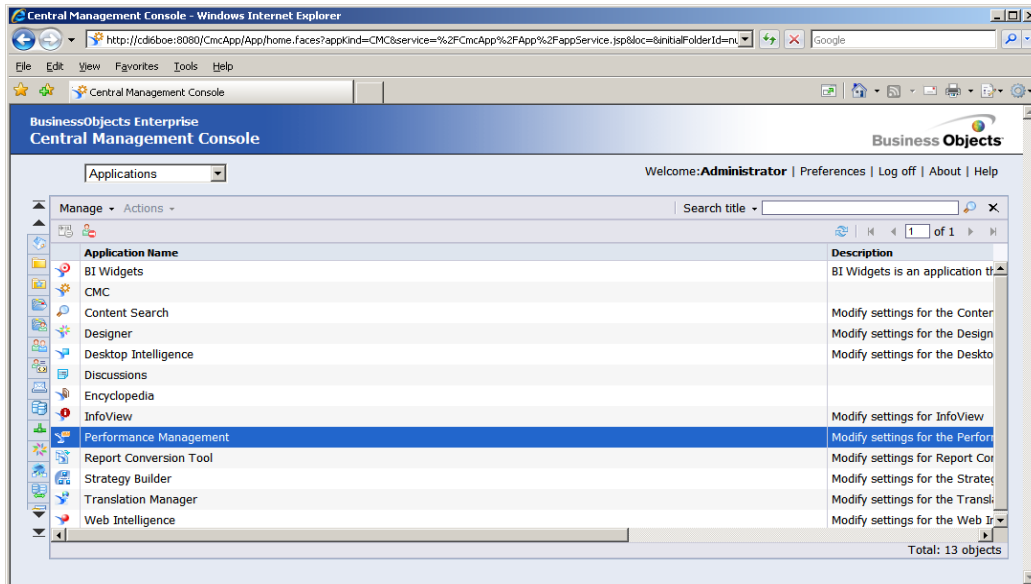 Central Management Console - Windows Internet Explorer
http://cdi6boe:8080/CmcApp/App/home.faces?appKind=CMC&service=%2FCmcApp%2FApp%2FappService.jsp&loc=&initialFolderId=nu
Google
File Edit View Favorites Tools Help
Central Management Console
BusinessObjects Enterprise
Central Management Console
Business Objects
Applications
Welcome:Administrator | Preferences | Log off | About | Help
Manage Actions
Search title
1 of 1
Application Name Description
BI Widgets BI Widgets is an application th
CMC
Content Search Modify settings for the Conter
Designer Modify settings for the Design
Desktop Intelligence Modify settings for the Deskto
Discussions
Encyclopedia
InfoView Modify settings for InfoView
Performance Management Modify settings for the Perforr
Report Conversion Tool Modify settings for Report Cor
Strategy Builder Modify settings for the Strateg
Translation Manager Modify settings for the Transla
Web Intelligence Modify settings for the Web Ir
Total: 13 objects